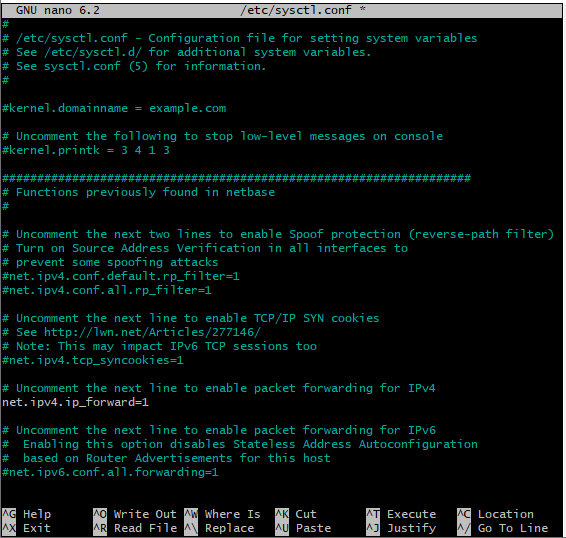 GNU nano 6.2 /etc/sysctl.conf *
#
# /etc/sysctl.conf - Configuration file for setting system variables
# See /etc/sysctl.d/ for additional system variables.
# See sysctl.conf (5) for information.
#
#kernel.domainname = example.com
# Uncomment the following to stop low-level messages on console
#kernel.printk = 3 4 1 3
###################################################################
# Functions previously found in netbase
#
# Uncomment the next two lines to enable Spoof protection (reverse-path filter)
# Turn on Source Address Verification in all interfaces to
# prevent some spoofing attacks
#net.ipv4.conf.default.rp_filter=1
#net.ipv4.conf.all.rp_filter=1
# Uncomment the next line to enable TCP/IP SYN cookies
# See http://lwn.net/Articles/277146/
# Note: This may impact IPv6 TCP sessions too
#net.ipv4.tcp_syncookies=1
# Uncomment the next line to enable packet forwarding for IPv4
net.ipv4.ip_forward=1
# Uncomment the next line to enable packet forwarding for IPv6
#  Enabling this option disables Stateless Address Autoconfiguration
#  based on Router Advertisements for this host
#net.ipv6.conf.all.forwarding=1
^G Help ^O Write Out ^W Where Is ^K Cut ^T Execute ^C Location
^X Exit ^R Read File ^\ Replace ^U Paste ^J Justify ^/ Go To Line